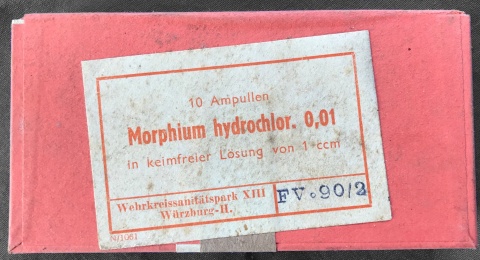 10 Ampullen
Morphium hydrochlor. 0,01
in keimfreier Lösung von 1 ccm
Wehrkreissanitätspark XIII
Würzburg-II.
FV.90/2